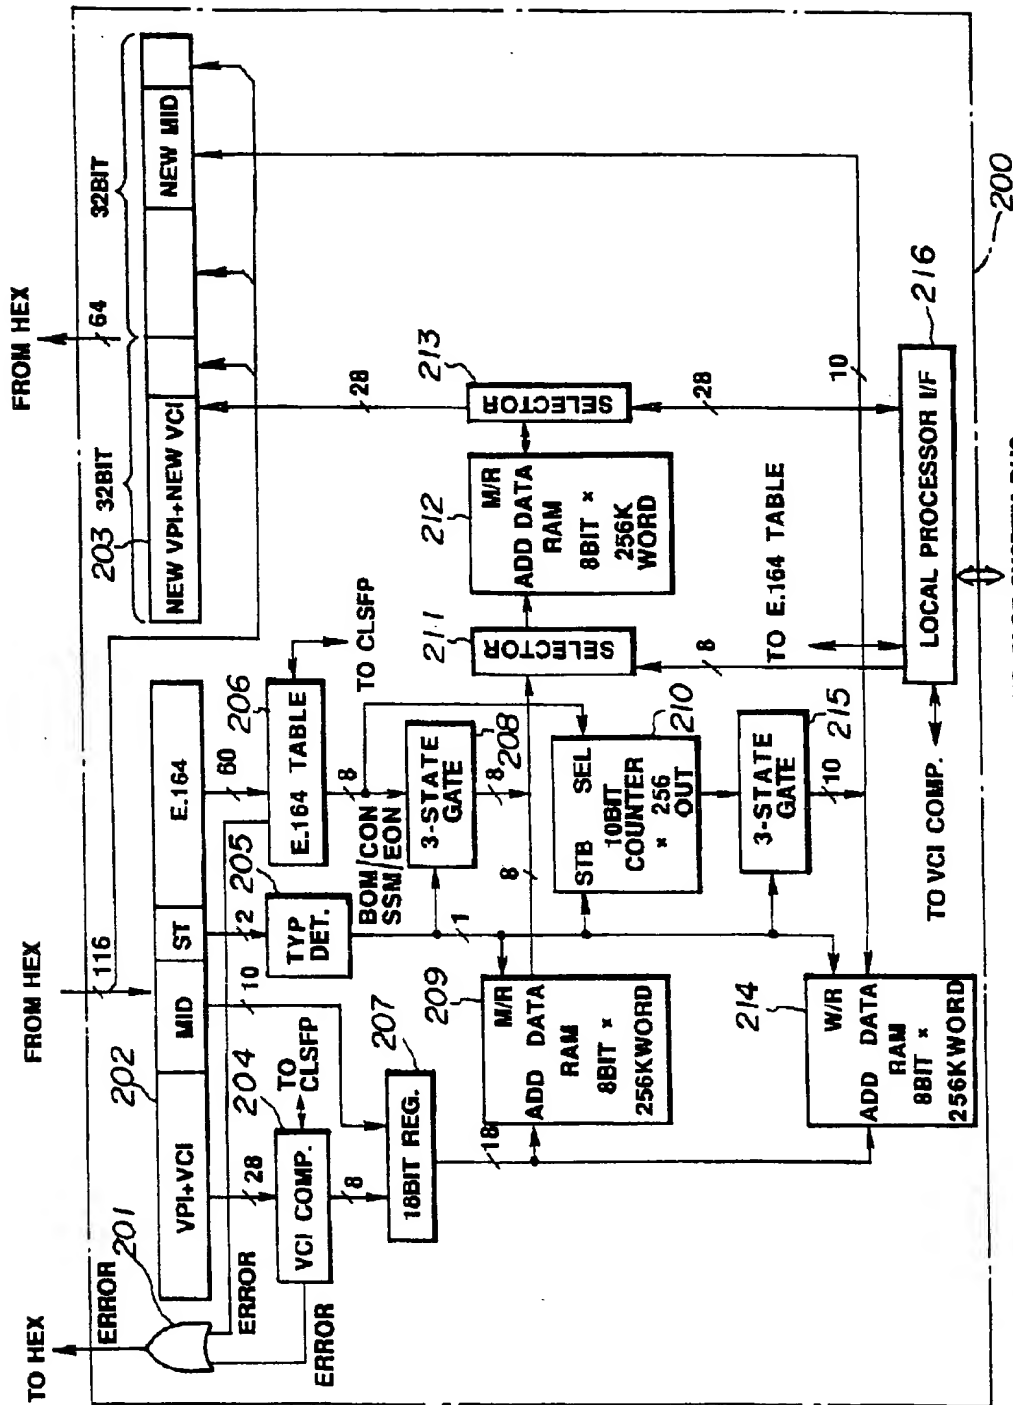 TO HEX
ERROR
201
FROM HEX
116
FROM HEX
64
202
VPI+VCI
MID
ST
E.164
203
32BIT
32BIT
NEW VPI+NEW VCI
NEW MID
ERROR
ERROR
28
204
VCI COMP.
TO
CLSFP
8
10
2
205
TYP
DET.
60
206
E.164 TABLE
TO CLSFP
8
BOM/CON
SSM/EON
207
18BIT REG.
18
1
3-STATE
GATE
208
8
8
209
M/R
ADD DATA
RAM
8BIT ×
256KWORD
STB SEL
10BIT
COUNTER
× 256
OUT
210
211
SELECTOR
8
212
M/R
ADD DATA
RAM
8BIT ×
256K
WORD
213
SELECTOR
28
28
10
214
W/R
ADD DATA
RAM
8BIT ×
256KWORD
3-STATE
GATE
215
10
TO E.164 TABLE
TO VCI COMP.
LOCAL PROCESSOR I/F
216
200